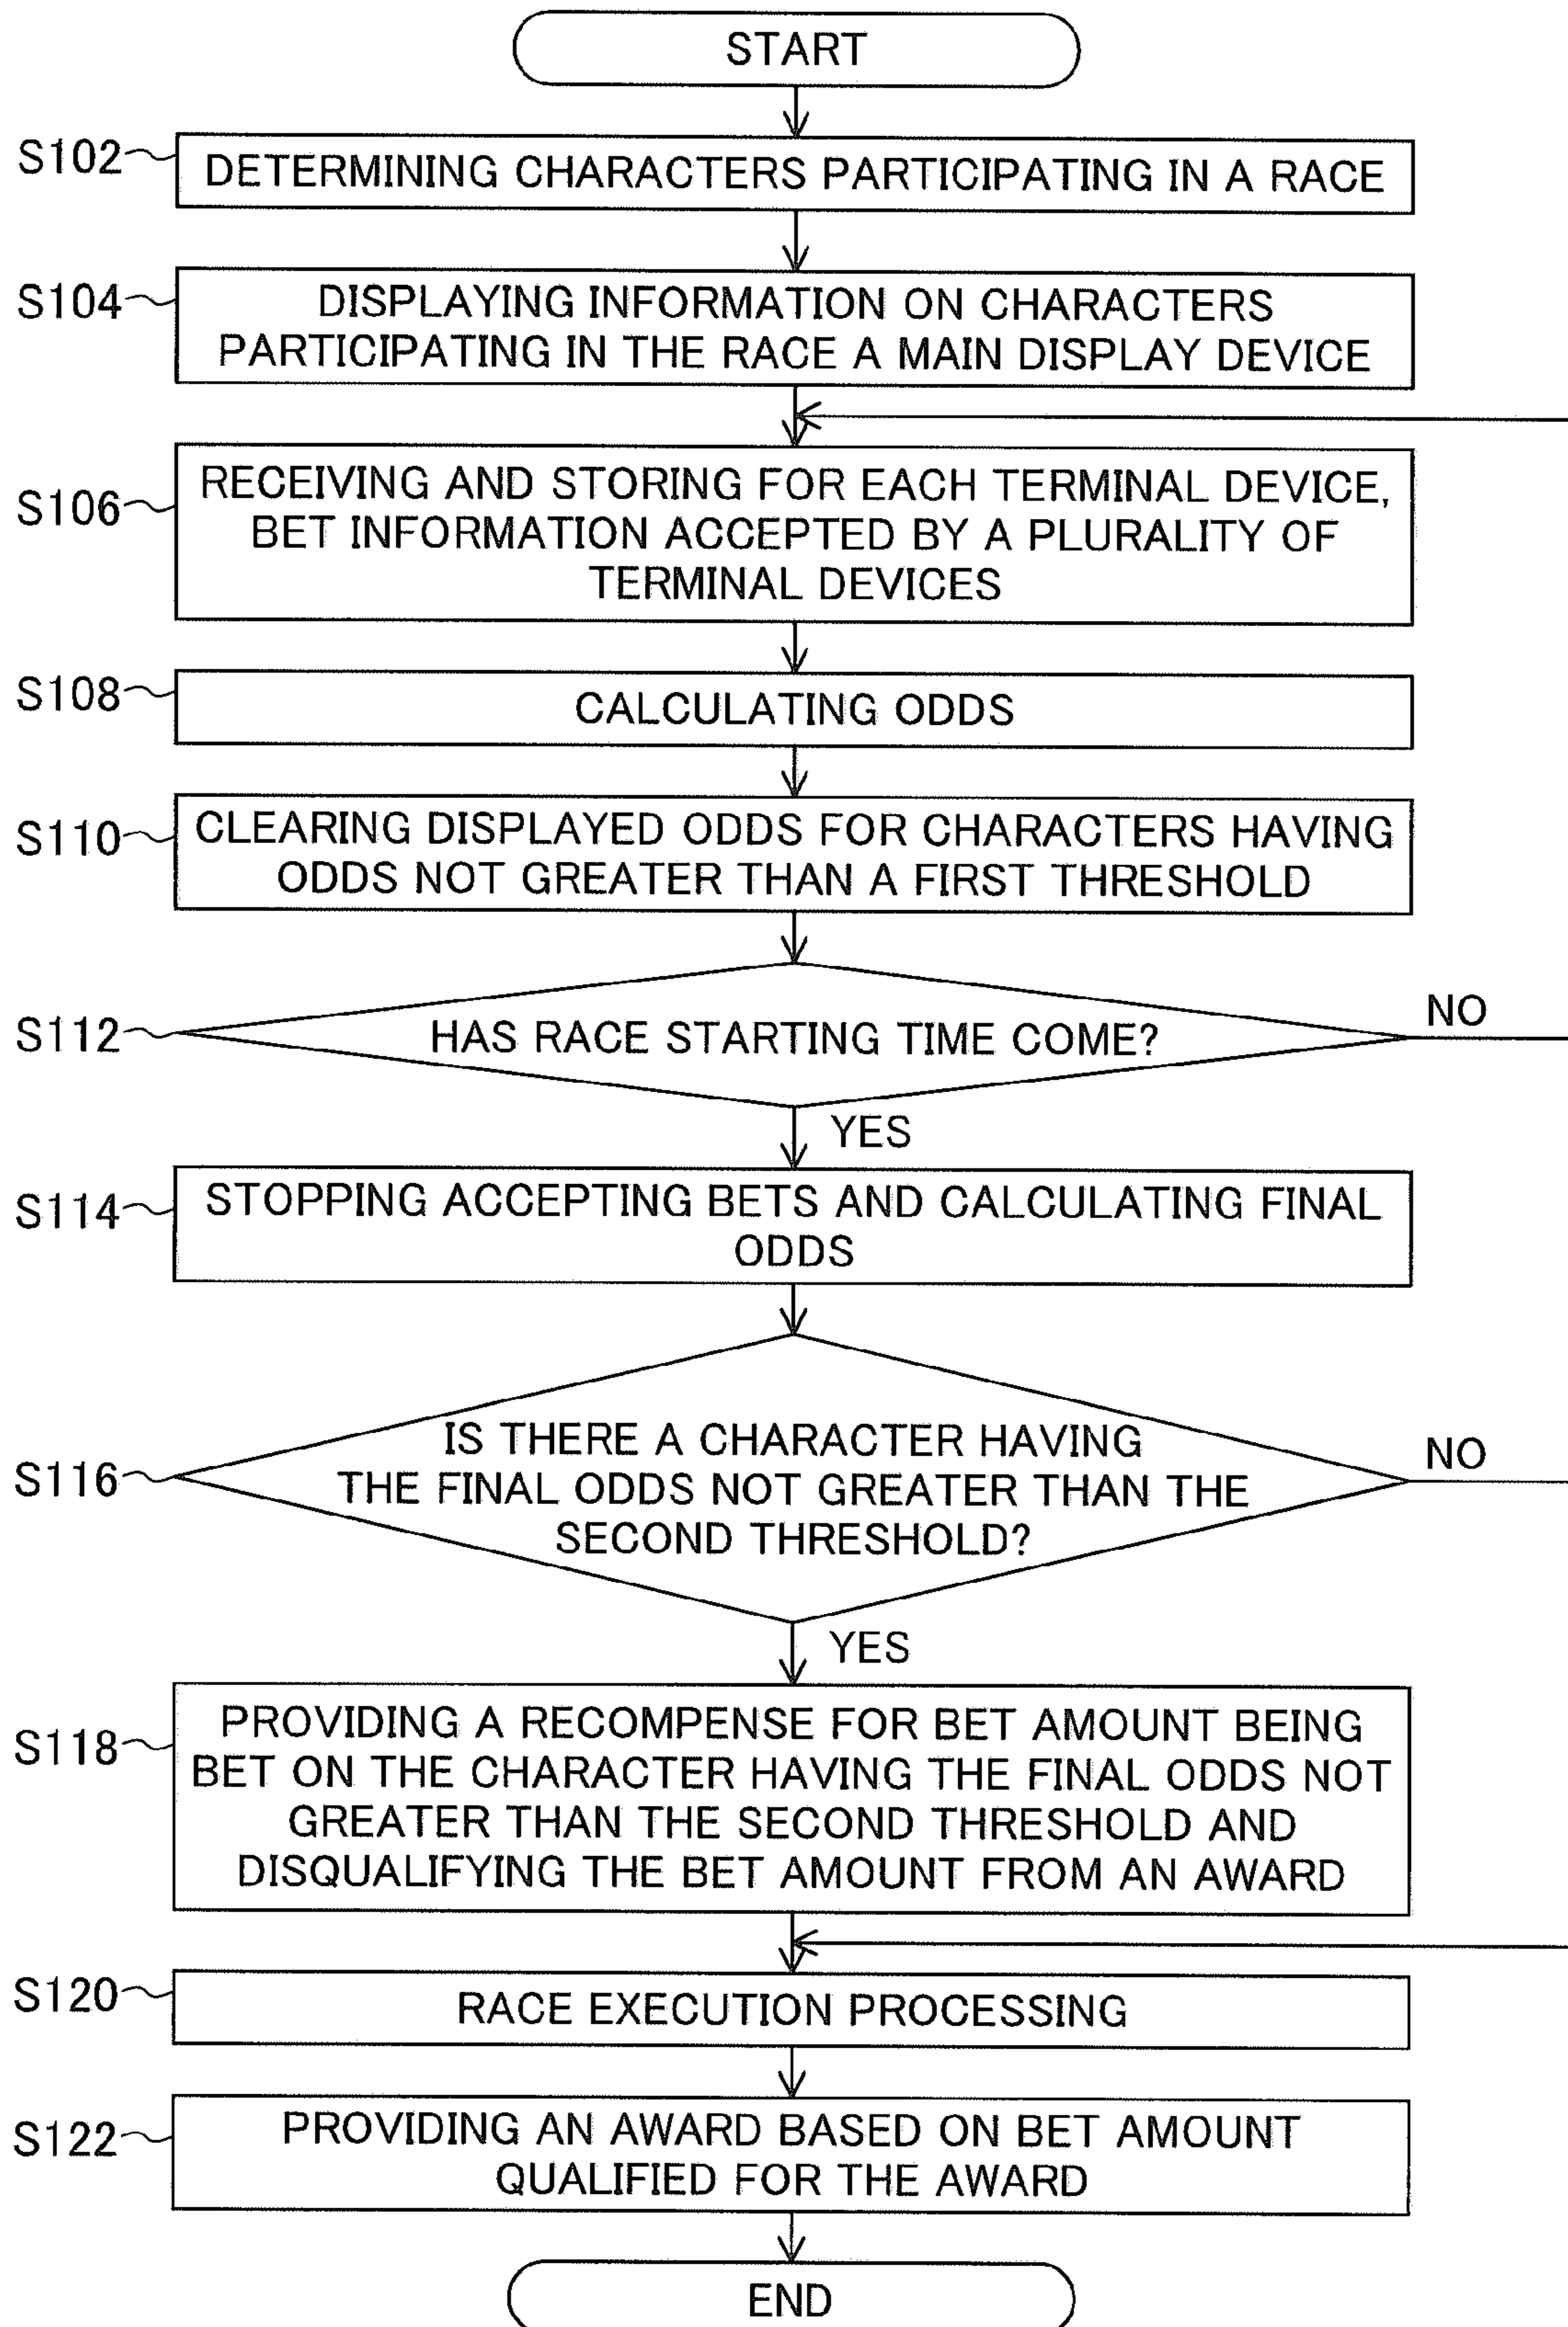 START
S102
DETERMINING CHARACTERS PARTICIPATING IN A RACE
S104
DISPLAYING INFORMATION ON CHARACTERS
PARTICIPATING IN THE RACE A MAIN DISPLAY DEVICE
S106
RECEIVING AND STORING FOR EACH TERMINAL DEVICE,
BET INFORMATION ACCEPTED BY A PLURALITY OF
TERMINAL DEVICES
S108
CALCULATING ODDS
S110
CLEARING DISPLAYED ODDS FOR CHARACTERS HAVING
ODDS NOT GREATER THAN A FIRST THRESHOLD
S112
HAS RACE STARTING TIME COME?
NO
YES
S114
STOPPING ACCEPTING BETS AND CALCULATING FINAL
ODDS
S116
IS THERE A CHARACTER HAVING
THE FINAL ODDS NOT GREATER THAN THE
SECOND THRESHOLD?
NO
YES
S118
PROVIDING A RECOMPENSE FOR BET AMOUNT BEING
BET ON THE CHARACTER HAVING THE FINAL ODDS NOT
GREATER THAN THE SECOND THRESHOLD AND
DISQUALIFYING THE BET AMOUNT FROM AN AWARD
S120
RACE EXECUTION PROCESSING
S122
PROVIDING AN AWARD BASED ON BET AMOUNT
QUALIFIED FOR THE AWARD
END